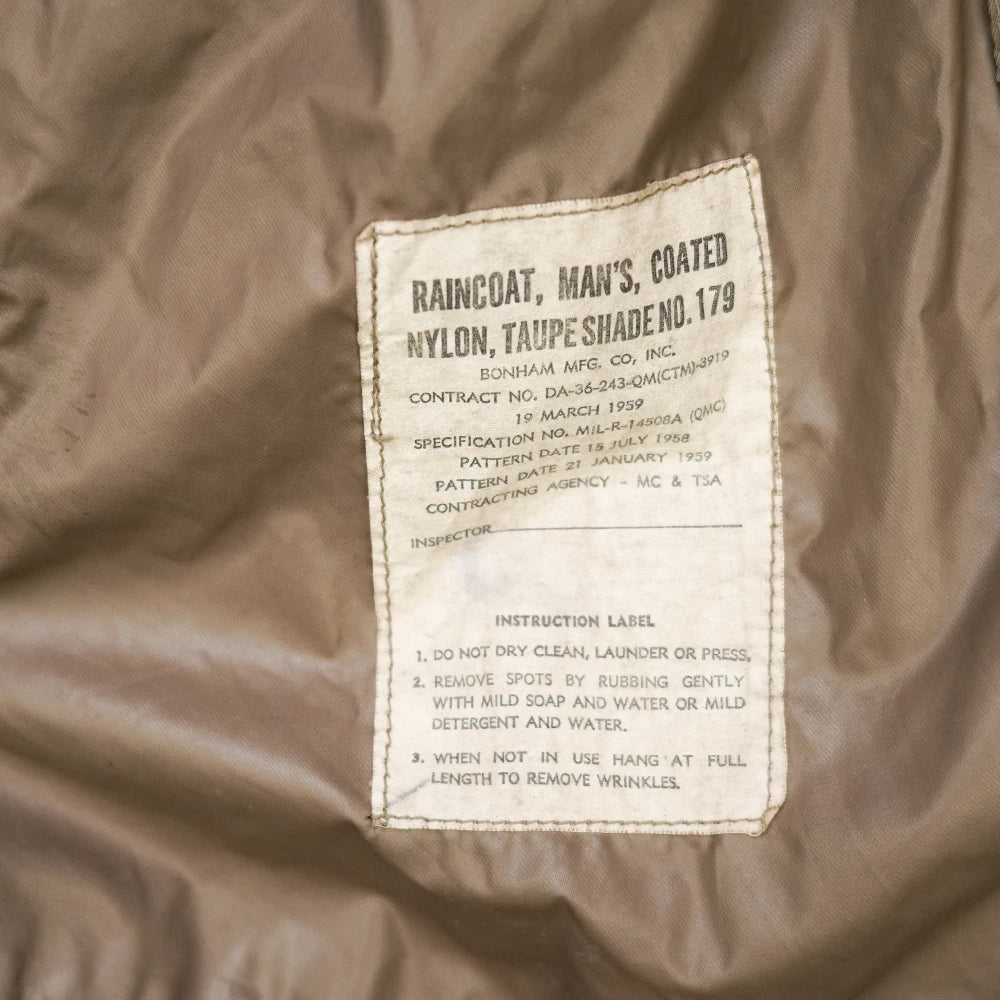 RAINCOAT, MAN'S, COATED
NYLON, TAUPE SHADE NO. 179
BONHAM MFG. CO, INC.
CONTRACT NO. DA-36-243-QM(CTM)-3919
19 MARCH 1959
SPECIFICATION NO. MIL-R-14508A (QMC)
PATTERN DATE 15 JULY 1958
PATTERN DATE 21 JANUARY 1959
CONTRACTING AGENCY - MC & TSA
INSPECTOR
INSTRUCTION LABEL
1. DO NOT DRY CLEAN, LAUNDER OR PRESS.
2. REMOVE SPOTS BY RUBBING GENTLY
WITH MILD SOAP AND WATER OR MILD
DETERGENT AND WATER.
3. WHEN NOT IN USE HANG AT FULL
LENGTH TO REMOVE WRINKLES.